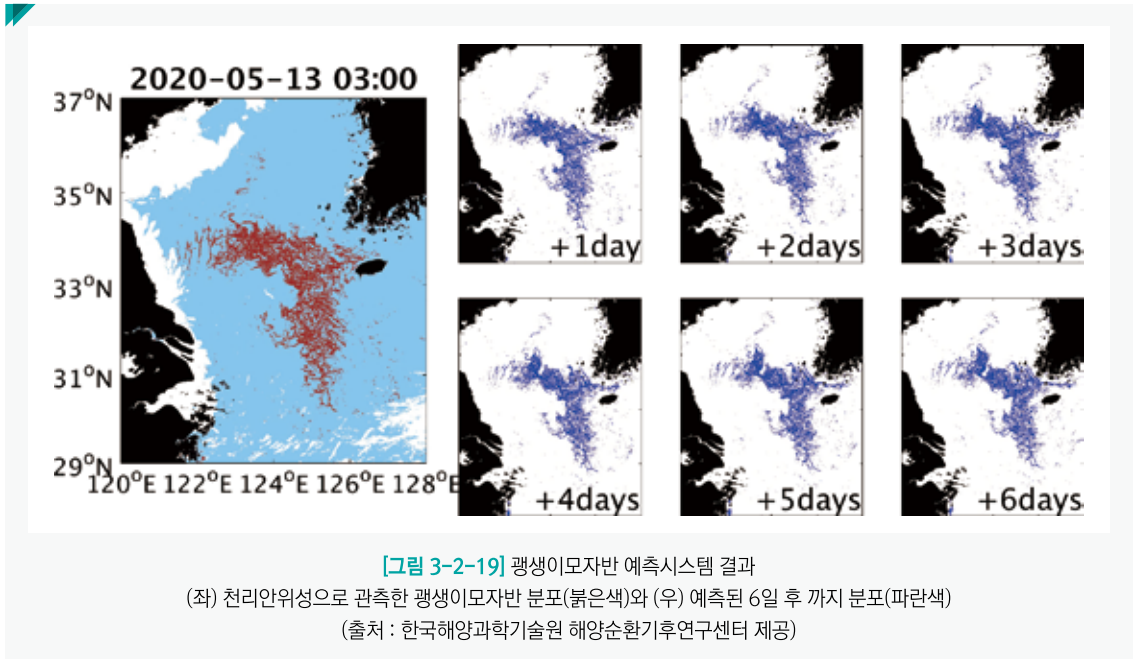 2020-05-13 03:00
37°N
35°N
33°N
31°N
29°N
120°E 122°E 124°E 126°E 128°E
+1day
+2days
+3days
+4days
+5days
+6days
[그림 3-2-19] 괭생이모자반 예측시스템 결과
(좌) 천리안위성으로 관측한 괭생이모자반 분포(붉은색)와 (우) 예측된 6일 후 까지 분포(파란색)
(출처 : 한국해양과학기술원 해양순환기후연구센터 제공)